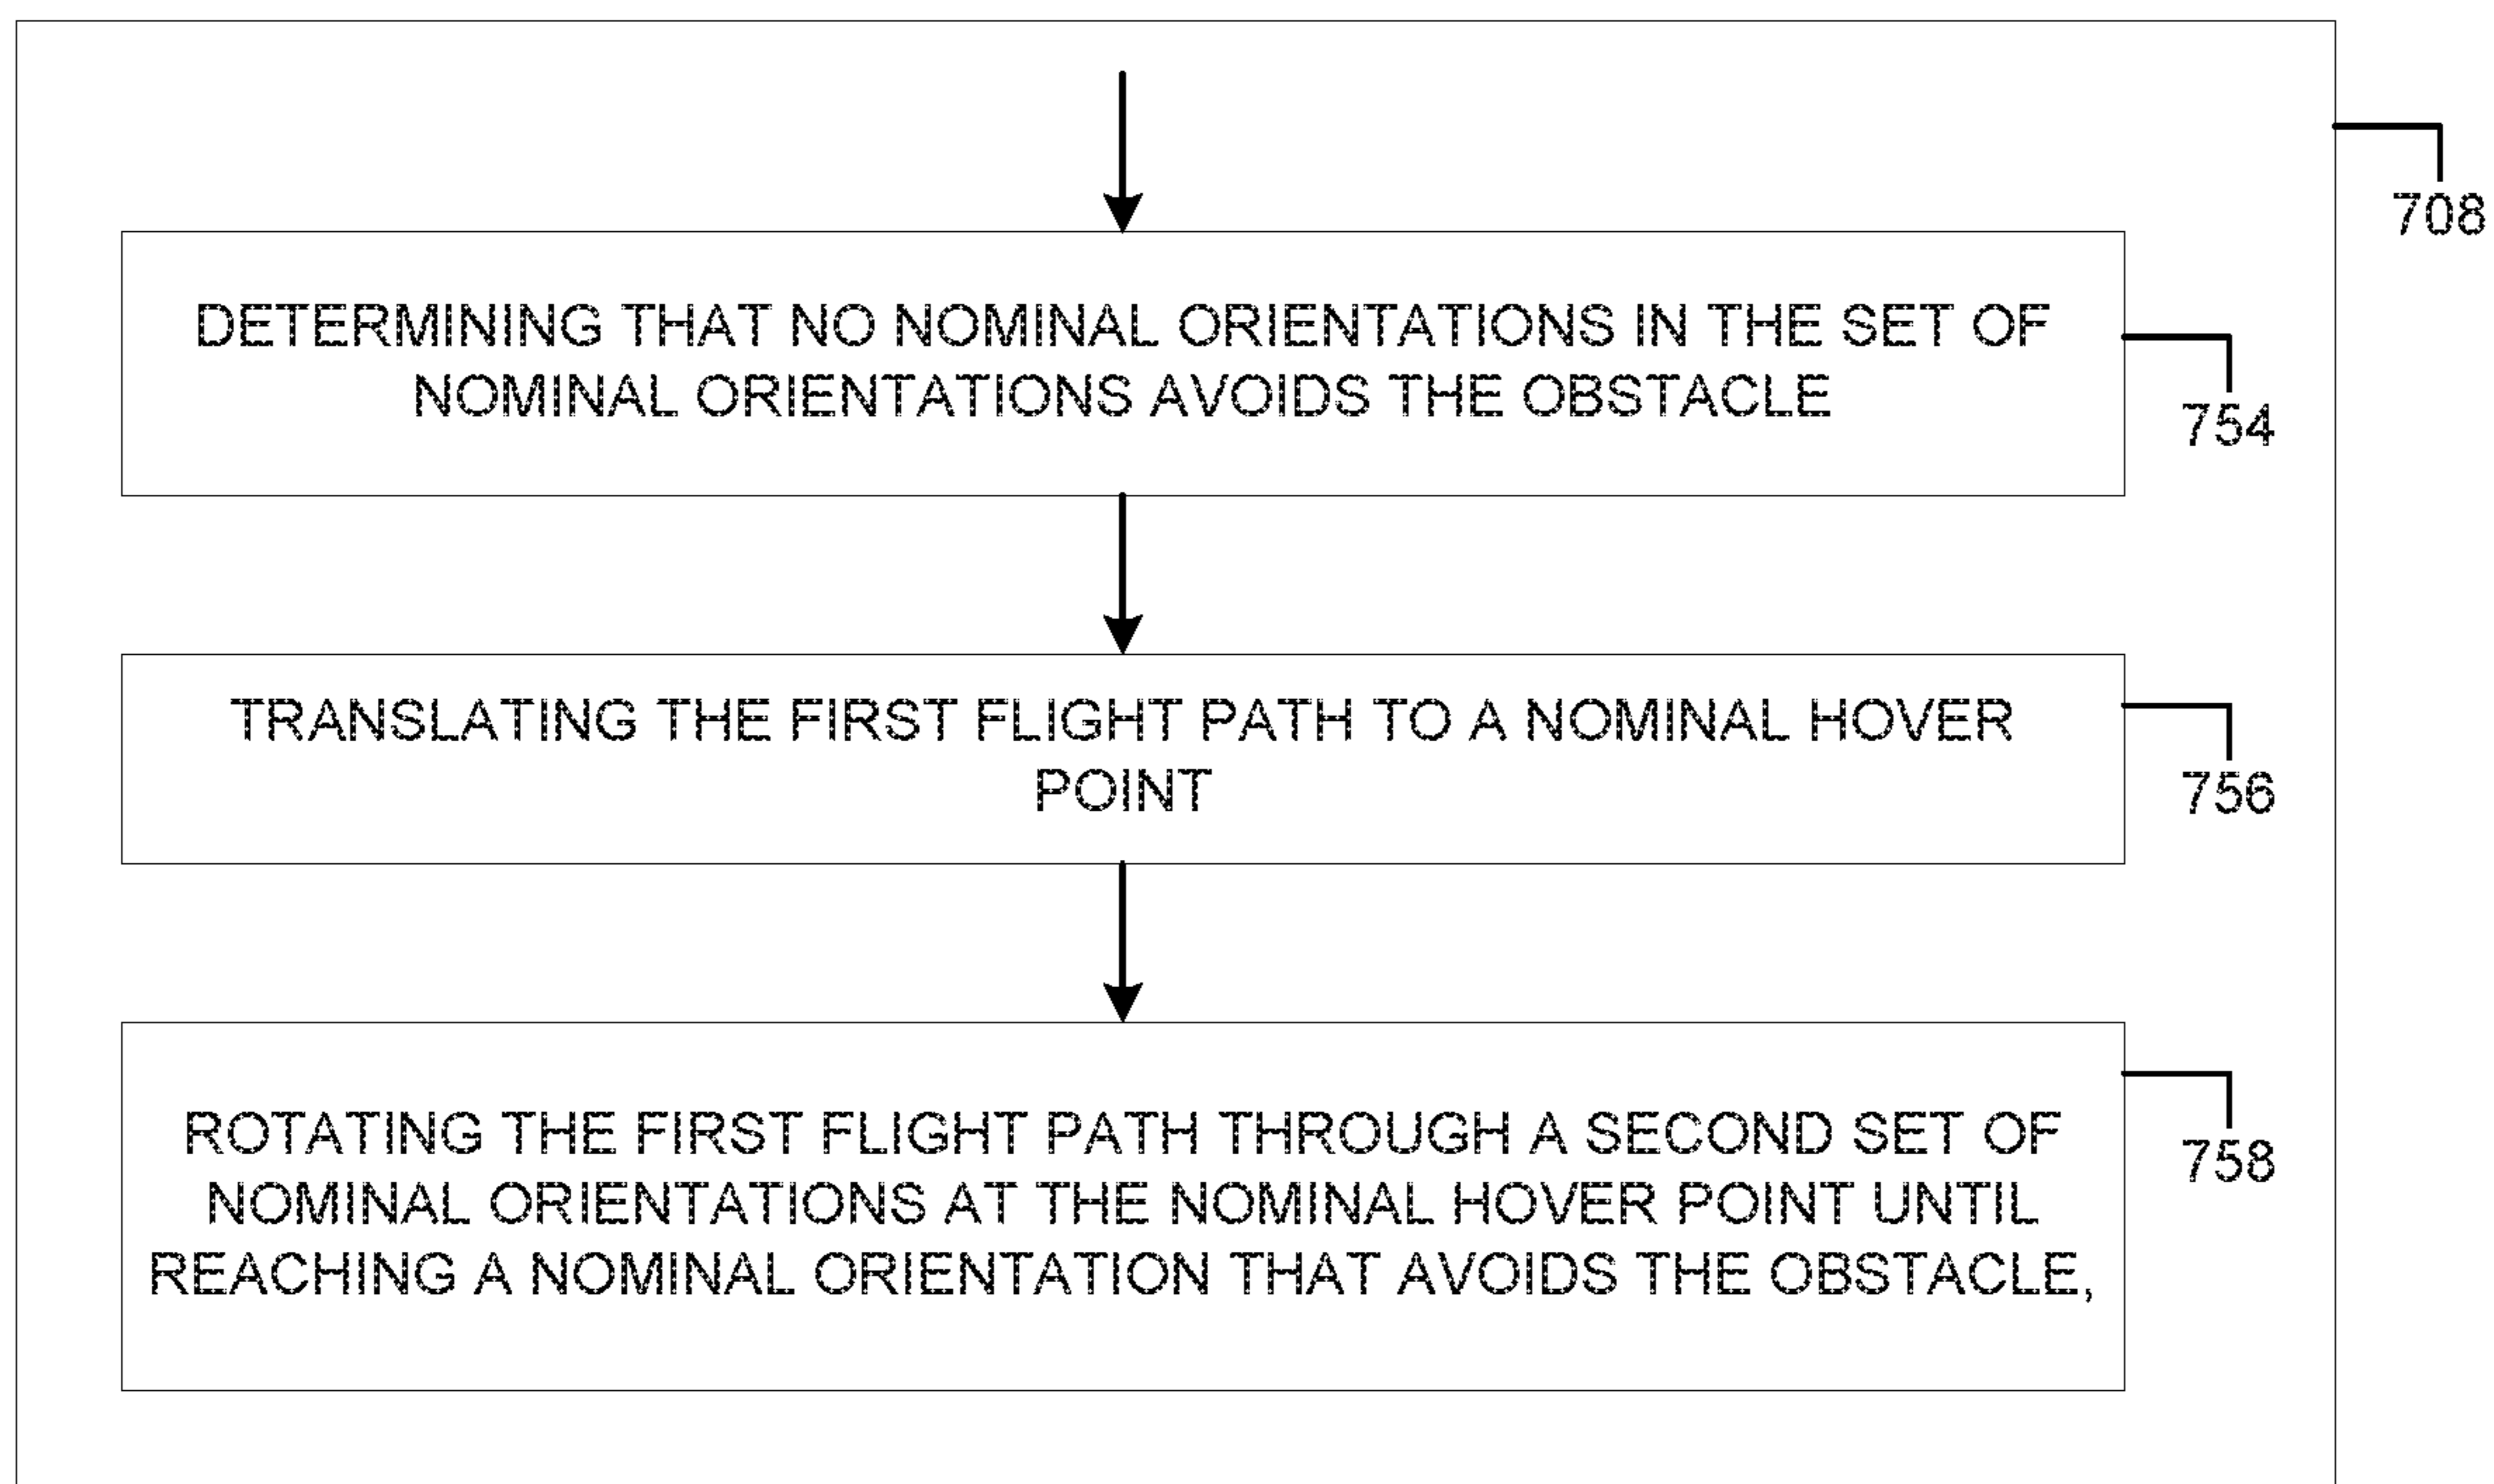 708
DETERMINING THAT NO NOMINAL ORIENTATIONS IN THE SET OF
NOMINAL ORIENTATIONS AVOIDS THE OBSTACLE
754
TRANSLATING THE FIRST FLIGHT PATH TO A NOMINAL HOVER
POINT
756
ROTATING THE FIRST FLIGHT PATH THROUGH A SECOND SET OF
NOMINAL ORIENTATIONS AT THE NOMINAL HOVER POINT UNTIL
REACHING A NOMINAL ORIENTATION THAT AVOIDS THE OBSTACLE,
758